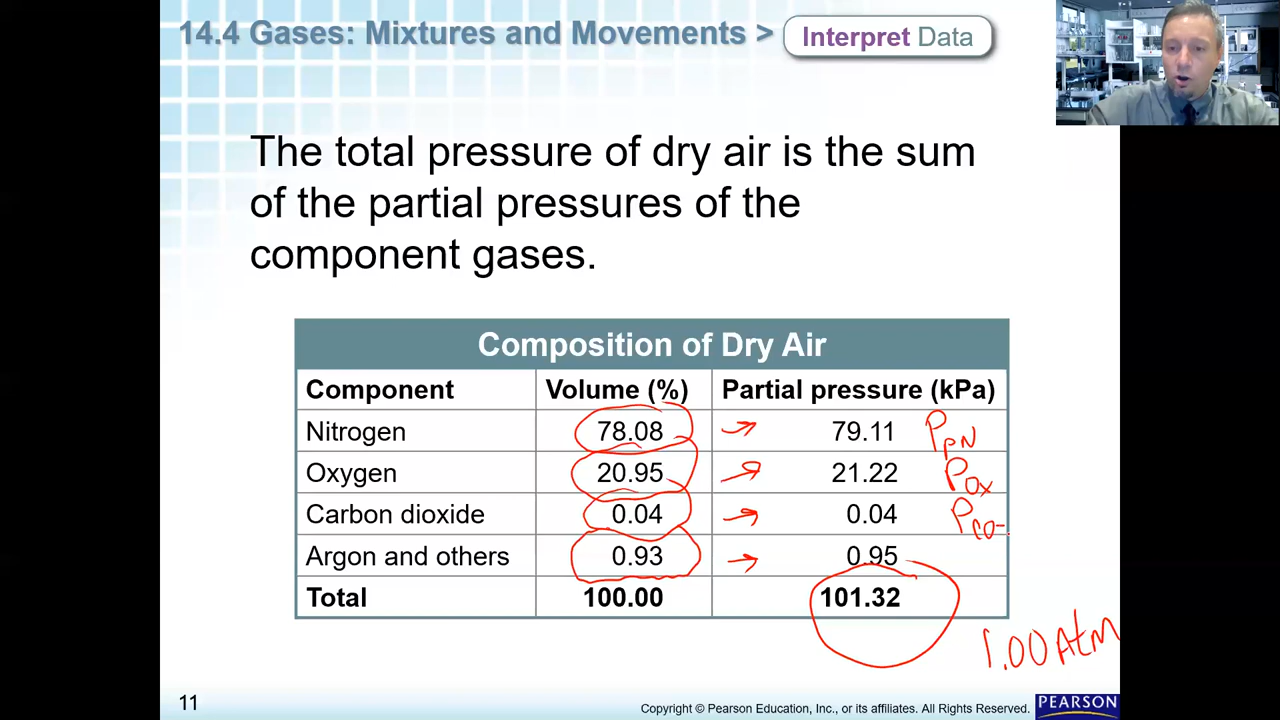 14.4 Gases: Mixtures and Movements > Interpret Data
The total pressure of dry air is the sum
of the partial pressures of the
component gases.
Composition of Dry Air
Component Volume (%) Partial pressure (kPa)
Nitrogen 78.08 79.11 PPN
Oxygen 20.95 21.22 POx
Carbon dioxide 0.04 0.04 PCO
Argon and others 0.93 0.95
Total 100.00 101.32
1.00 Atm
11
Copyright © Pearson Education, Inc., or its affiliates. All Rights Reserved. PEARSON